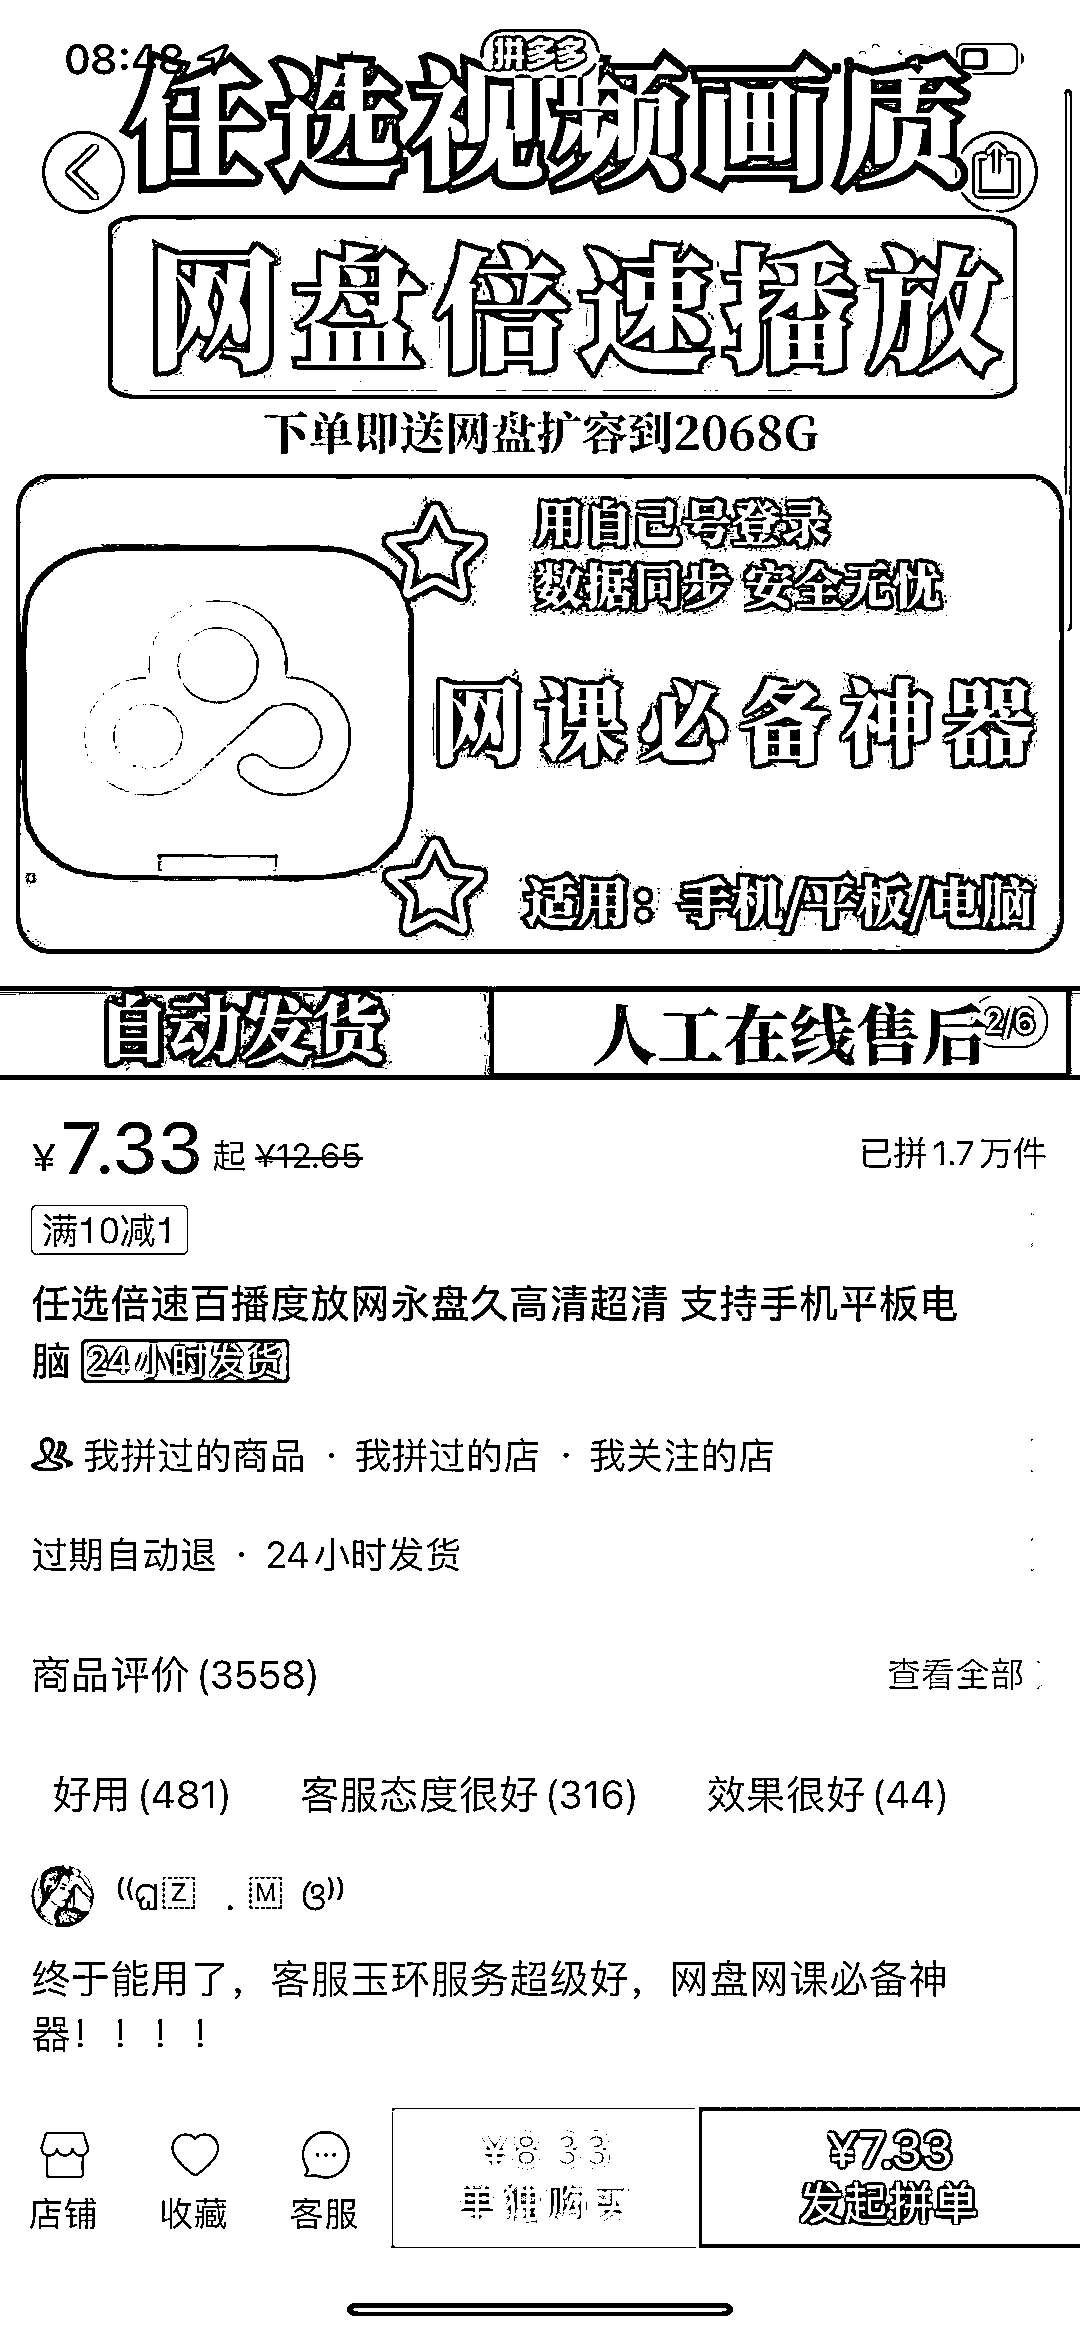 08:48
拼多多
任选视频画质
网盘倍速播放
下单即送网盘扩容到2068G
用自己号登录
数据同步 安全无忧
网课必备神器
适用：手机/平板/电脑
自动发货
人工在线售后
2/6
¥7.33 起 ¥12.65
已拼1.7万件
满10减1
任选倍速百播度放网永盘久高清超清 支持手机平板电
脑 24小时发货
我拼过的商品 · 我拼过的店 · 我关注的店
过期自动退 · 24小时发货
商品评价 (3558)
查看全部
好用 (481) 客服态度很好 (316) 效果很好 (44)
终于能用了，客服玉环服务超级好，网盘网课必备神
器！！！！
店铺
收藏
客服
¥8.33
单独购买
¥7.33
发起拼单